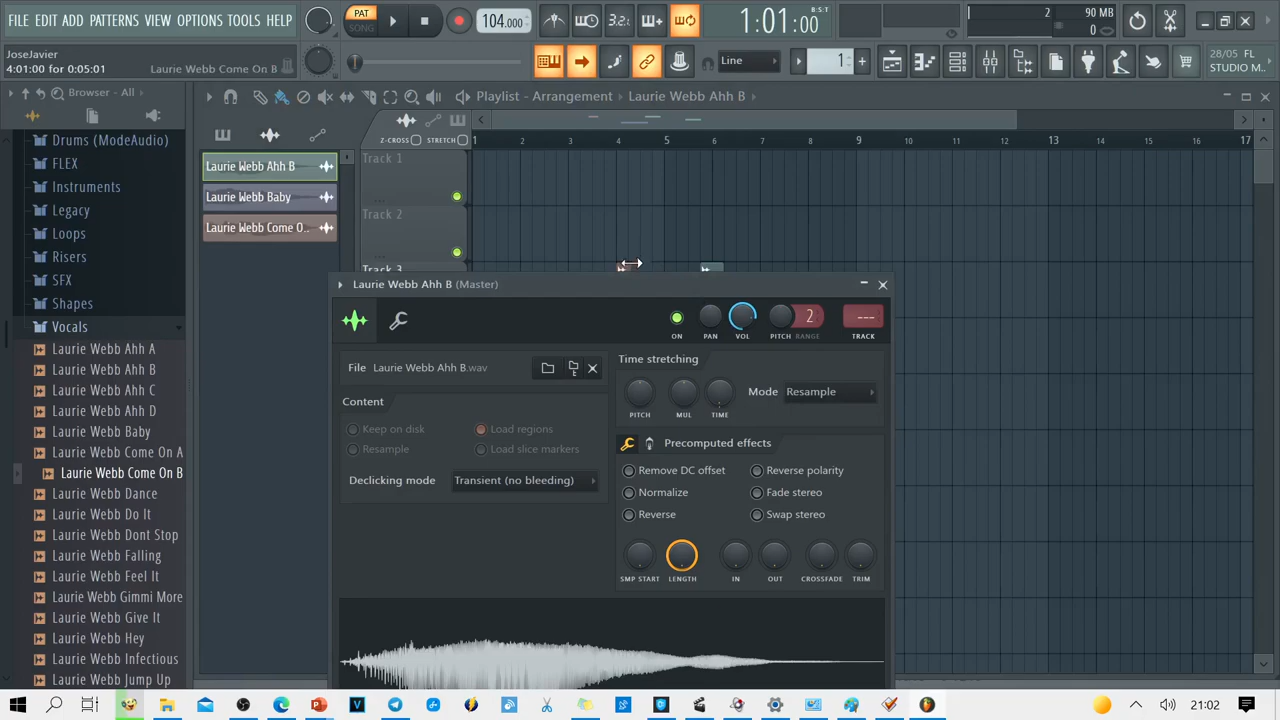 FILE EDIT ADD PATTERNS VIEW OPTIONS TOOLS HELP
PAT
SONG
104.000
3.2
1:01:00
B:S:T
2
90 MB
0
JoseJavier
4:01:00 for 0:05:01
Laurie Webb Come On B
Line
1
28/05 FL
STUDIO M..
Browser - All
Playlist - Arrangement
Laurie Webb Ahh B
Z-CROSS
STRETCH
1 2 3 4 5 6 7 8 9 10 11 12 13 14 15 16 17
Drums (ModeAudio)
FLEX
Instruments
Legacy
Loops
Risers
SFX
Shapes
Vocals
Laurie Webb Ahh A
Laurie Webb Ahh B
Laurie Webb Ahh C
Laurie Webb Ahh D
Laurie Webb Baby
Laurie Webb Come On A
Laurie Webb Come On B
Laurie Webb Dance
Laurie Webb Do It
Laurie Webb Dont Stop
Laurie Webb Falling
Laurie Webb Feel It
Laurie Webb Gimmi More
Laurie Webb Give It
Laurie Webb Hey
Laurie Webb Infectious
Laurie Webb Jump Up
Laurie Webb Ahh B
Laurie Webb Baby
Laurie Webb Come O..
Track 1
Track 2
Track 3
Laurie Webb Ahh B (Master)
ON
PAN
VOL
PITCH
RANGE
2
---
TRACK
File
Laurie Webb Ahh B.wav
Content
Keep on disk
Load regions
Resample
Load slice markers
Declicking mode
Transient (no bleeding)
Time stretching
PITCH
MUL
TIME
Mode
Resample
Precomputed effects
Remove DC offset
Reverse polarity
Normalize
Fade stereo
Reverse
Swap stereo
SMP START
LENGTH
IN
OUT
CROSSFADE
TRIM
21:02